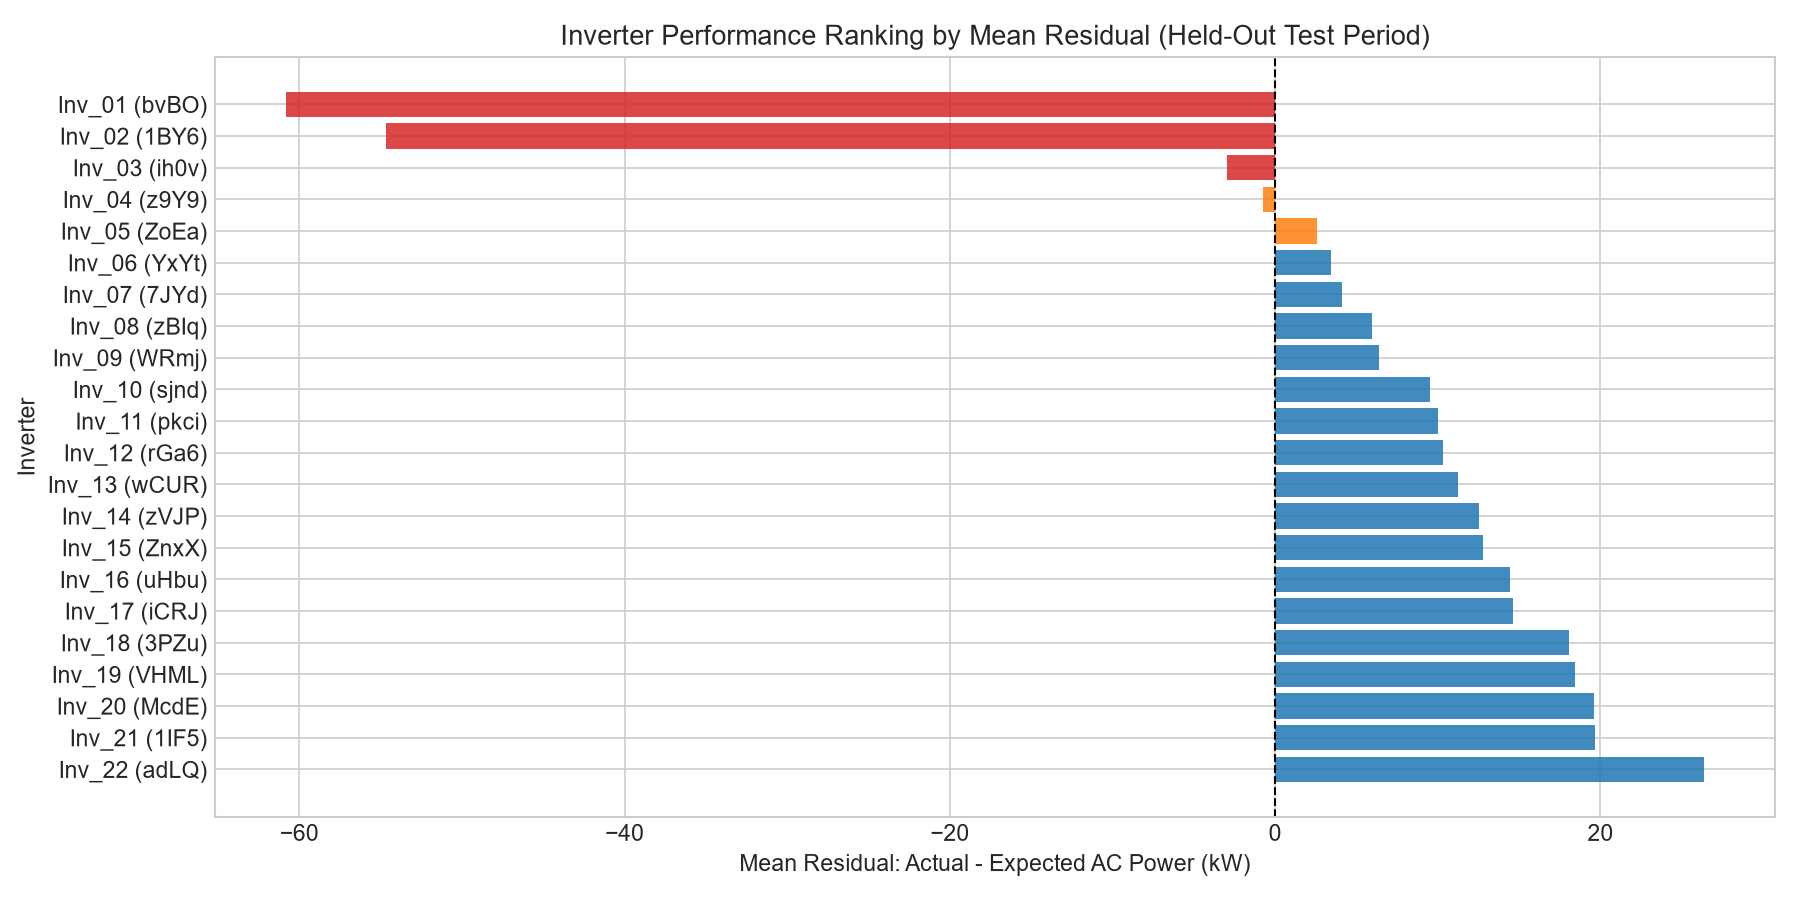 Inverter Performance Ranking by Mean Residual (Held-Out Test Period)
Inverter
Inv_01 (bvBO)
Inv_02 (1BY6)
Inv_03 (ih0v)
Inv_04 (z9Y9)
Inv_05 (ZoEa)
Inv_06 (YxYt)
Inv_07 (7JYd)
Inv_08 (zBIq)
Inv_09 (WRmj)
Inv_10 (sjnd)
Inv_11 (pkci)
Inv_12 (rGa6)
Inv_13 (wCUR)
Inv_14 (zVJP)
Inv_15 (ZnxX)
Inv_16 (uHbu)
Inv_17 (iCRJ)
Inv_18 (3PZu)
Inv_19 (VHML)
Inv_20 (McdE)
Inv_21 (1IF5)
Inv_22 (adLQ)
−60 −40 −20 0 20
Mean Residual: Actual - Expected AC Power (kW)